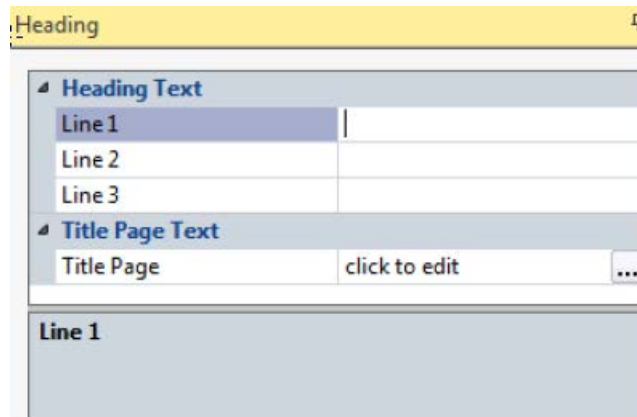 Heading
Heading Text
Line 1
Line 2
Line 3
Title Page Text
Title Page click to edit ...
Line 1